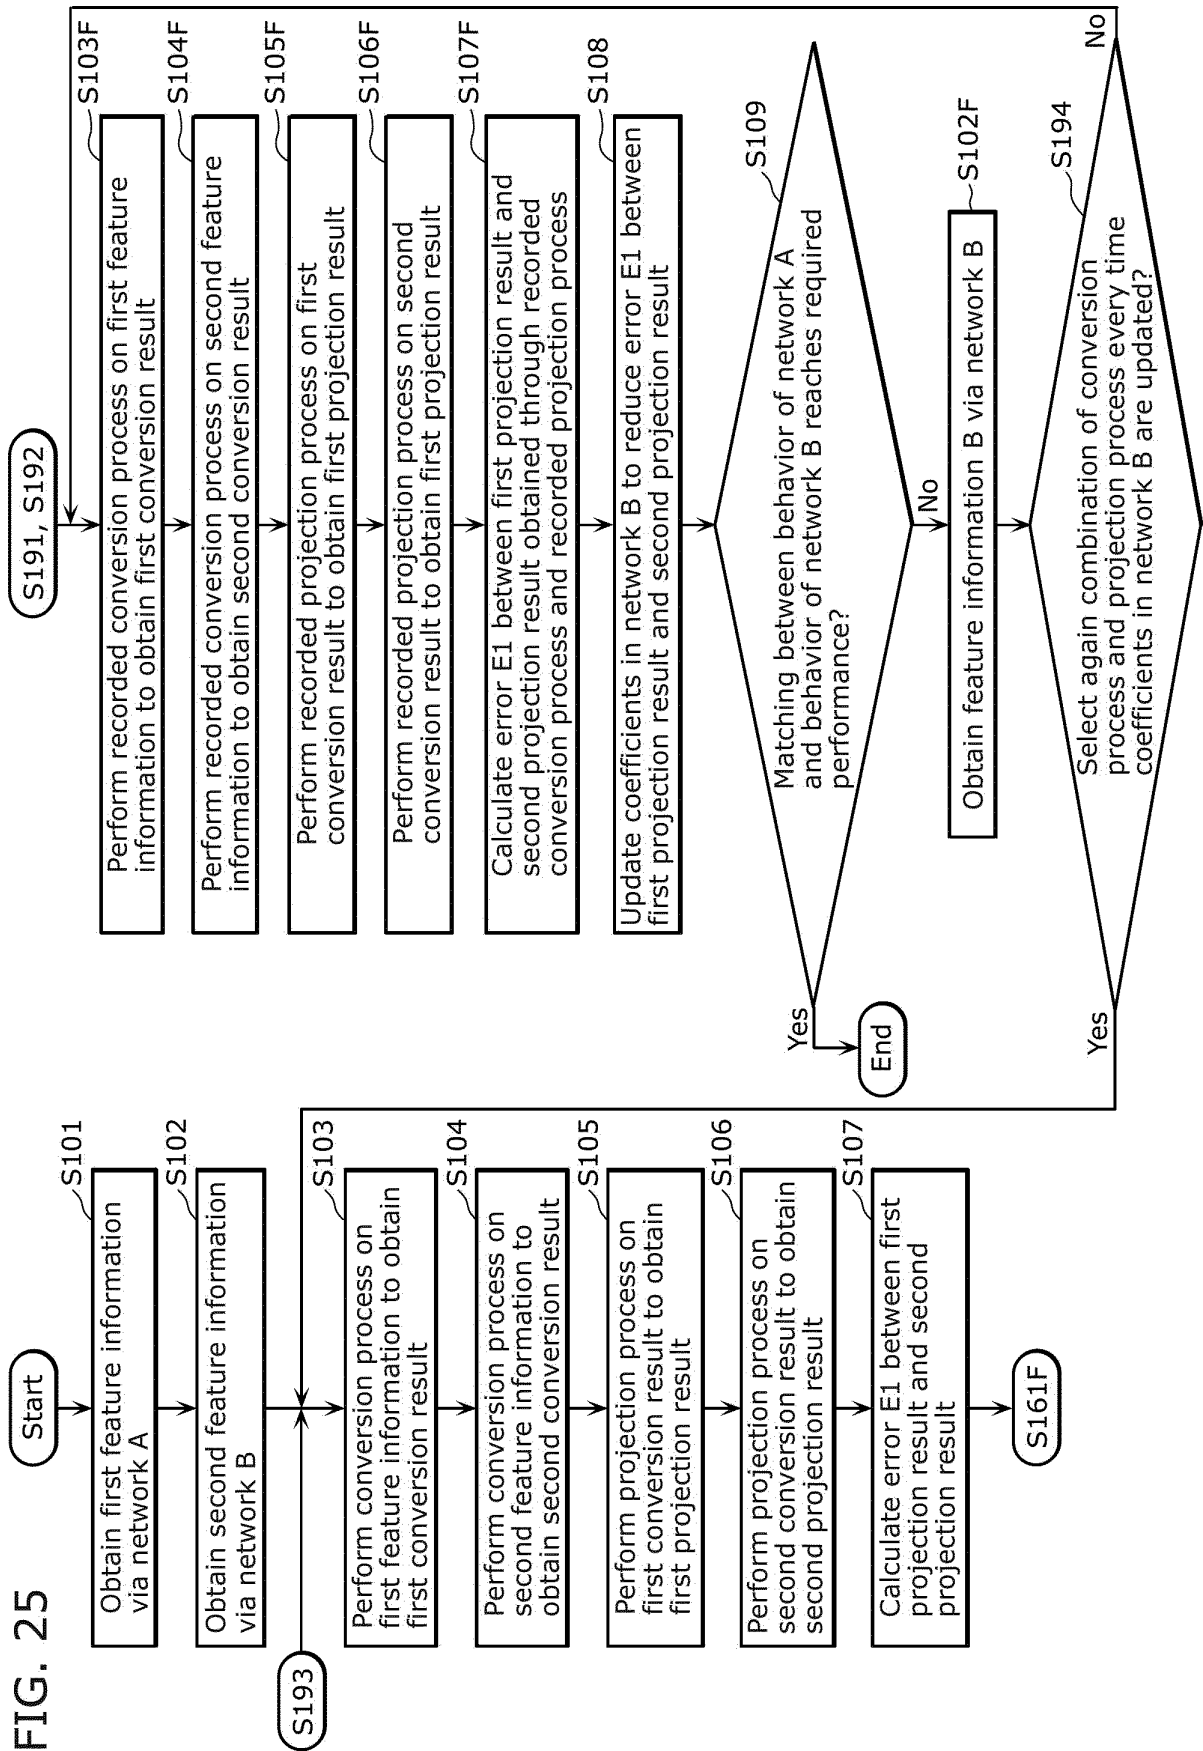 FIG. 25
Start
S101
Obtain first feature information
via network A
S102
Obtain second feature information
via network B
S193
S103
Perform conversion process on
first feature information to obtain
first conversion result
S104
Perform conversion process on
second feature information to
obtain second conversion result
S105
Perform projection process on
first conversion result to obtain
first projection result
S106
Perform projection process on
second conversion result to obtain
second projection result
S107
Calculate error E1 between first
projection result and second
projection result
S161F
S191, S192
S103F
Perform recorded conversion process on first feature
information to obtain first conversion result
S104F
Perform recorded conversion process on second feature
information to obtain second conversion result
S105F
Perform recorded projection process on first
conversion result to obtain first projection result
S106F
Perform recorded projection process on second
conversion result to obtain first projection result
S107F
Calculate error E1 between first projection result and
second projection result obtained through recorded
conversion process and recorded projection process
S108
Update coefficients in network B to reduce error E1 between
first projection result and second projection result
S109
Matching between behavior of network A
and behavior of network B reaches required
performance?
Yes
End
No
S102F
Obtain feature information B via network B
S194
Select again combination of conversion
process and projection process every time
coefficients in network B are updated?
Yes
No